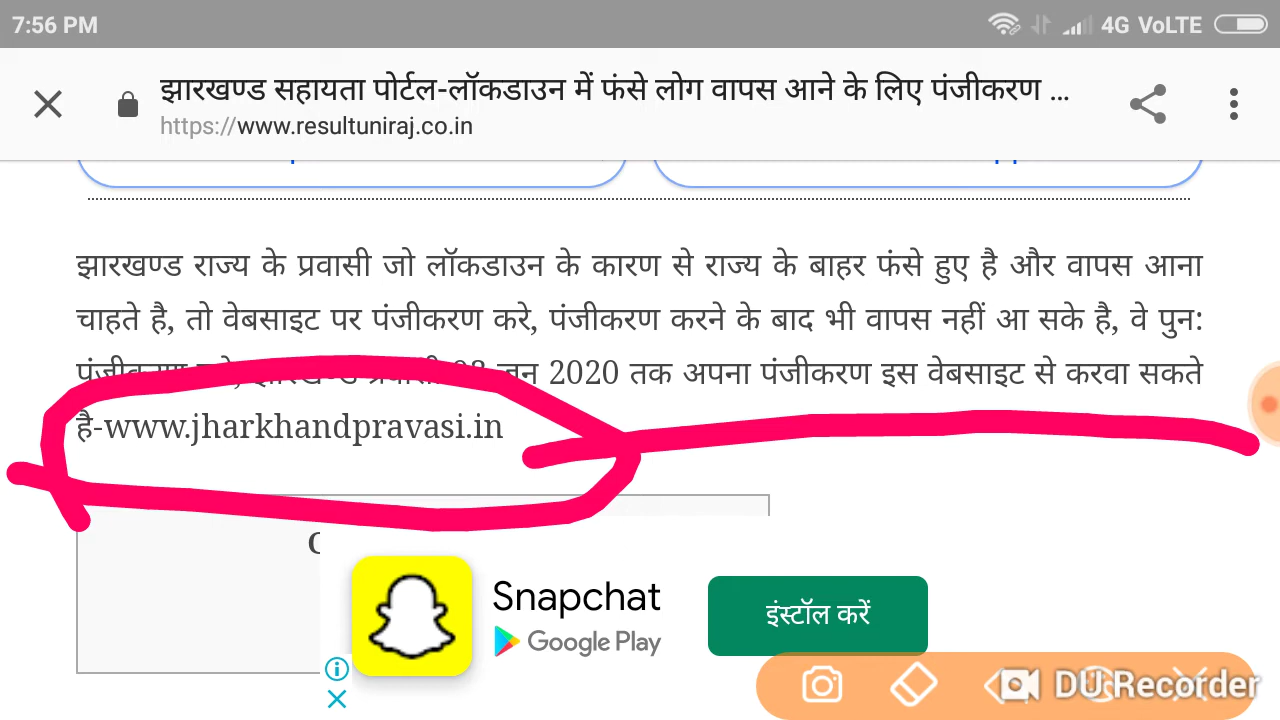 7:56 PM 4G VoLTE
झारखण्ड सहायता पोर्टल-लॉकडाउन में फंसे लोग वापस आने के लिए पंजीकरण ...
https://www.resultuniraj.co.in
झारखण्ड राज्य के प्रवासी जो लॉकडाउन के कारण से राज्य के बाहर फंसे हुए है और वापस आना
चाहते है, तो वेबसाइट पर पंजीकरण करे, पंजीकरण करने के बाद भी वापस नहीं आ सके है, वे पुन:
पंजीकरण झारखण्ड प्रवासी जून 2020 तक अपना पंजीकरण इस वेबसाइट से करवा सकते
है-www.jharkhandpravasi.in
Snapchat
Google Play
इंस्टॉल करें
DU Recorder